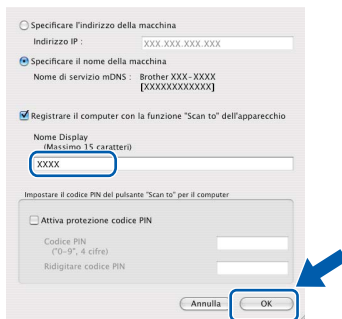 Specificare l'indirizzo della macchina
Indirizzo IP : XXX.XXX.XXX.XXX
Specificare il nome della macchina
Nome di servizio mDNS : Brother XXX-XXXX
[XXXXXXXXXXXX]
Registrare il computer con la funzione "Scan to" dell'apparecchio
Nome Display
(Massimo 15 caratteri)
XXXX
Impostare il codice PIN del pulsante "Scan to" per il computer
Attiva protezione codice PIN
Codice PIN
("0-9", 4 cifre)
Ridigitare codice PIN
Annulla OK